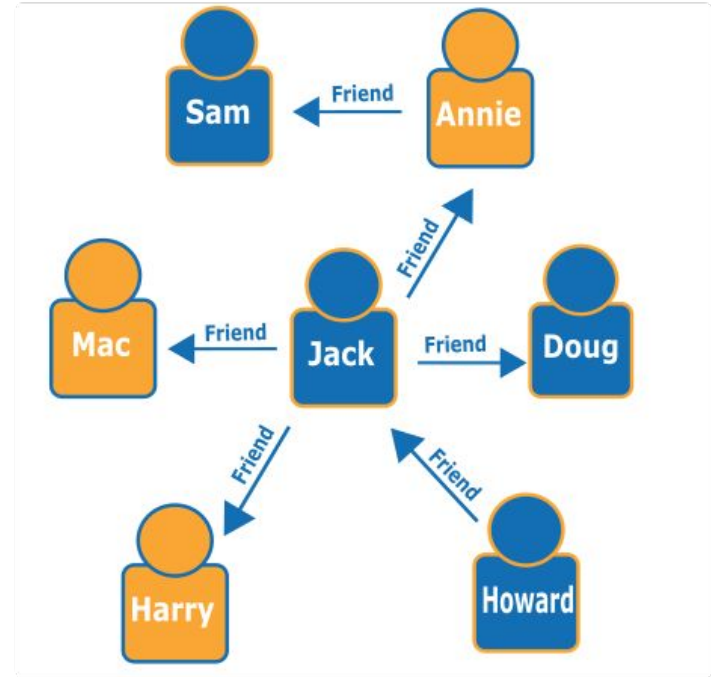 Sam
Friend
Annie
Friend
Mac
Friend
Jack
Friend
Doug
Friend
Friend
Harry
Howard